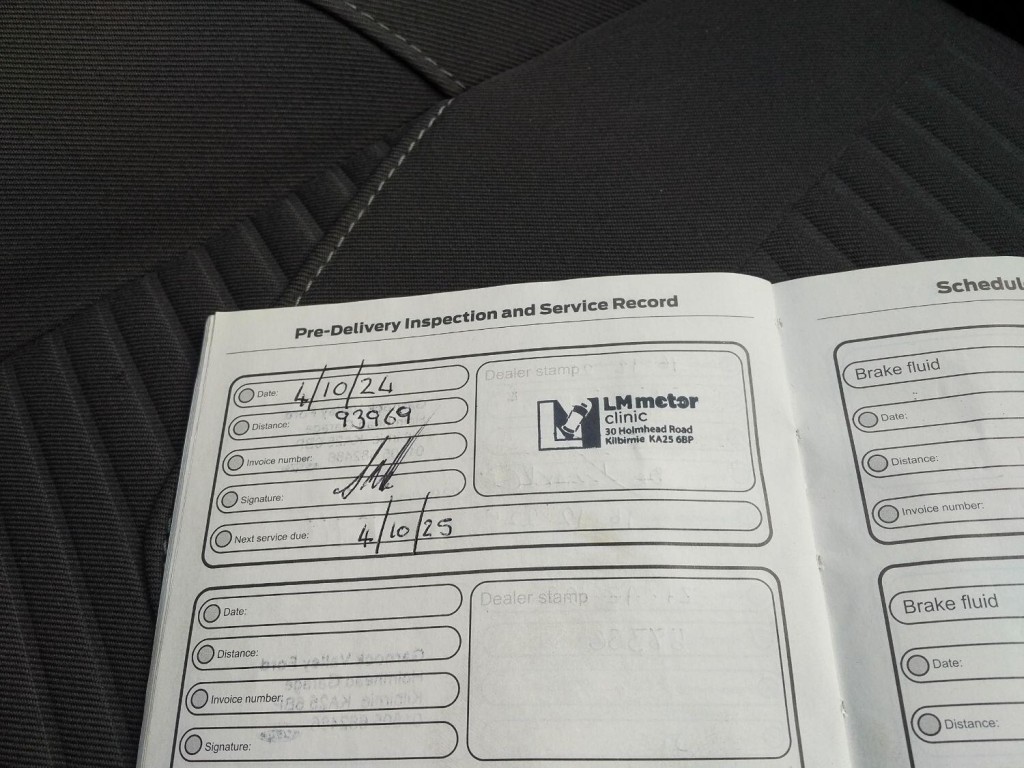 Pre-Delivery Inspection and Service Record
Date: 4/10/24
Distance: 93969
Invoice number:
Signature:
Next service due: 4/10/25
Dealer stamp
LM motor
clinic
30 Holmhead Road
Kilbirnie KA25 6BP
Date:
Distance:
Invoice number:
Signature:
Dealer stamp
Schedul
Brake fluid
Date:
Distance:
Invoice number:
Brake fluid
Date:
Distance: